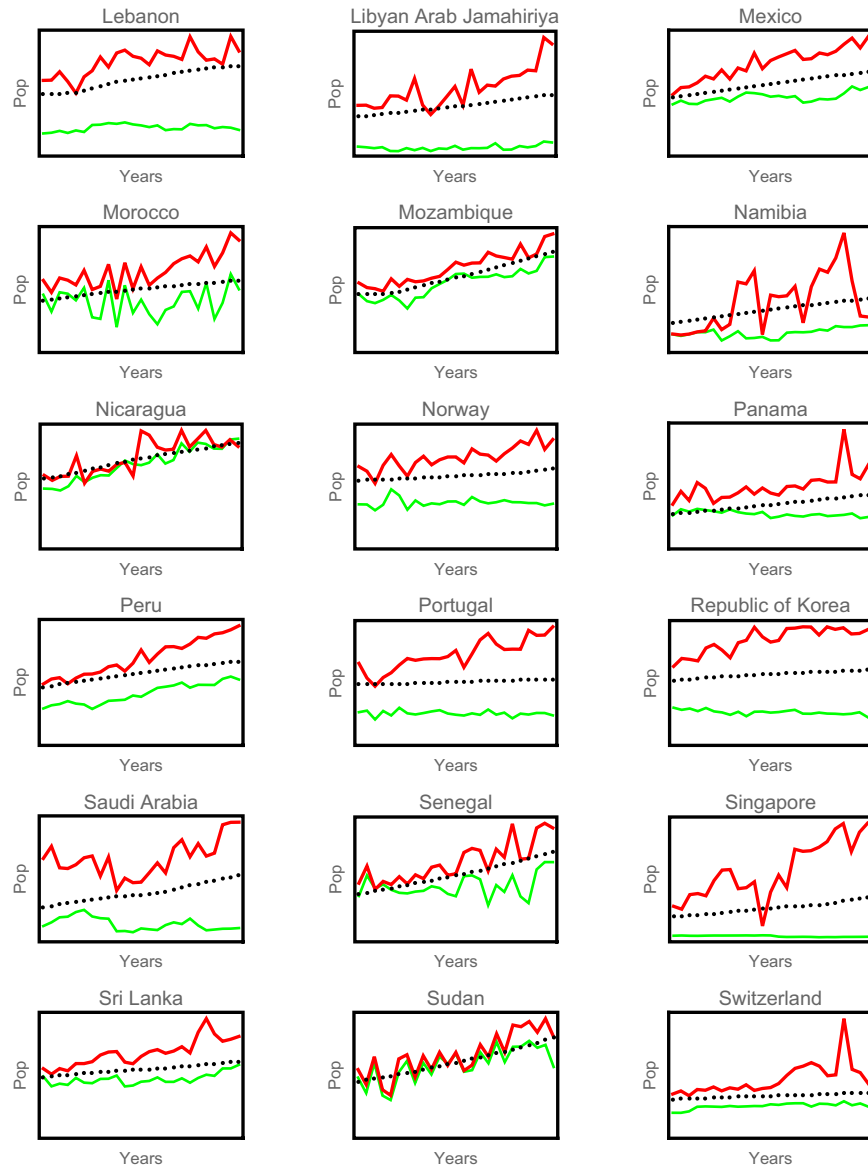 Lebanon Libyan Arab Jamahiriya Mexico
Pop Pop Pop
Years Years Years
Morocco Mozambique Namibia
Pop Pop Pop
Years Years Years
Nicaragua Norway Panama
Pop Pop Pop
Years Years Years
Peru Portugal Republic of Korea
Pop Pop Pop
Years Years Years
Saudi Arabia Senegal Singapore
Pop Pop Pop
Years Years Years
Sri Lanka Sudan Switzerland
Pop Pop Pop
Years Years Years